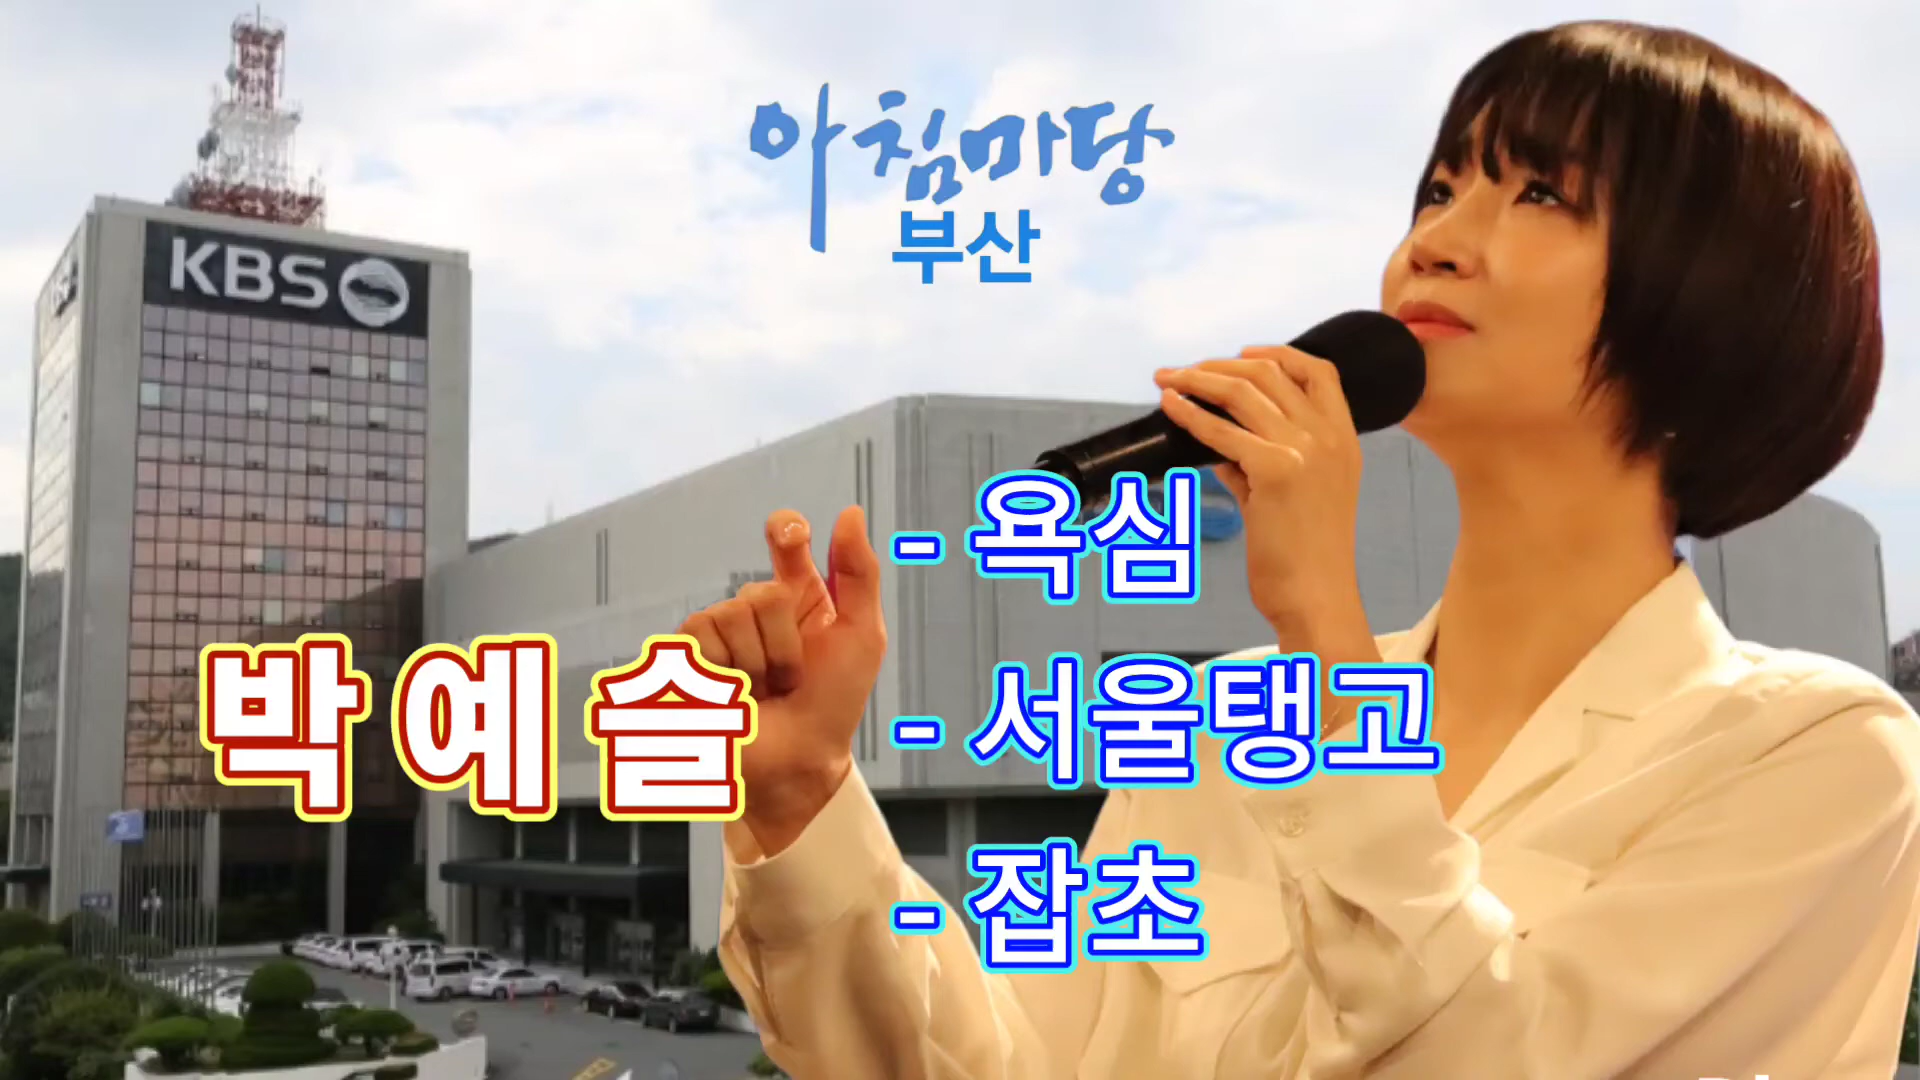 KBS
아침마당
부산
박예슬
- 욕심
- 서울탱고
- 잡초